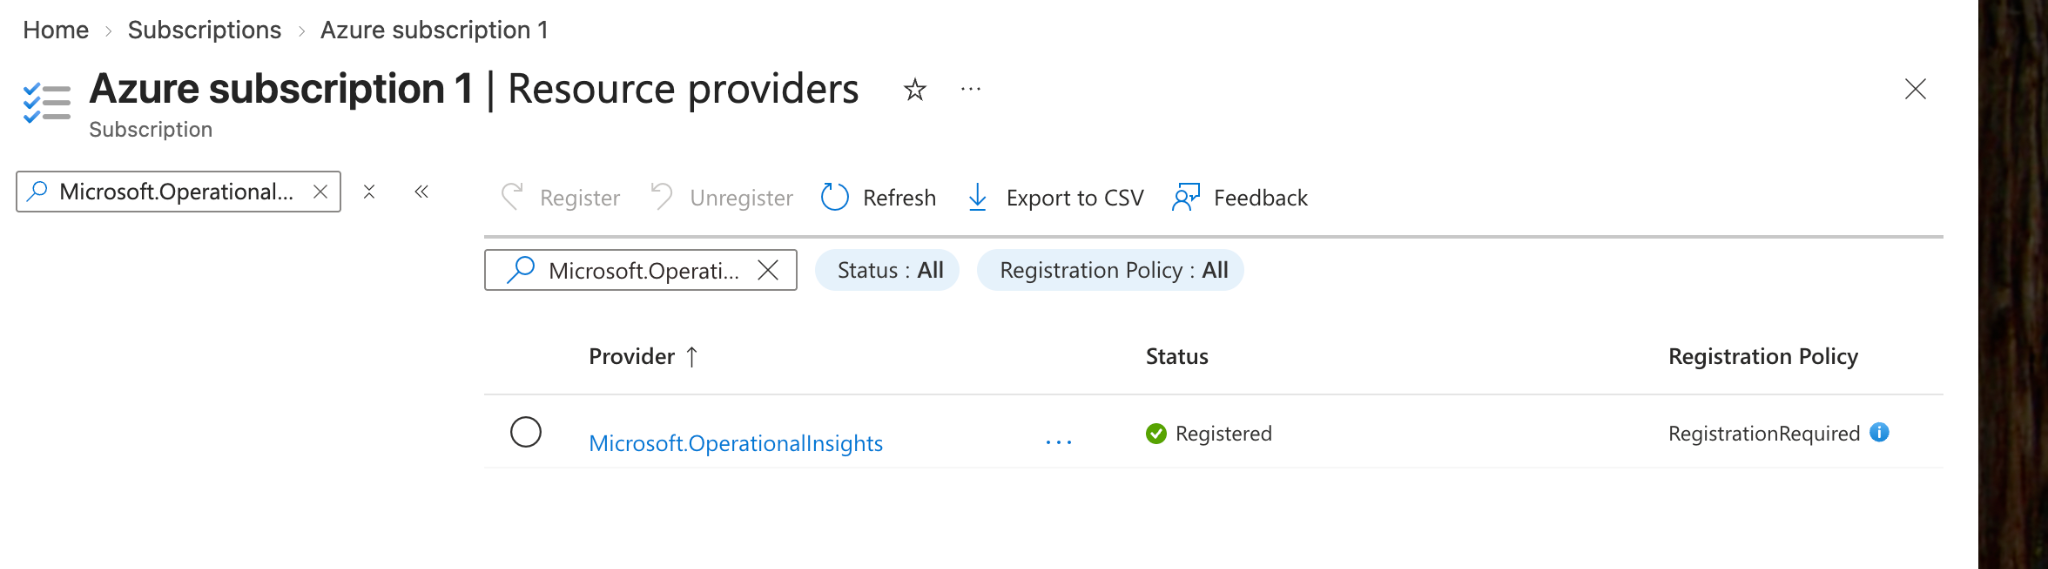 Home > Subscriptions > Azure subscription 1
Azure subscription 1 | Resource providers
Subscription
Microsoft.Operational...
Register Unregister Refresh Export to CSV Feedback
Microsoft.Operati...
Status : All
Registration Policy : All
Provider ↑ Status Registration Policy
Microsoft.OperationalInsights ... Registered RegistrationRequired